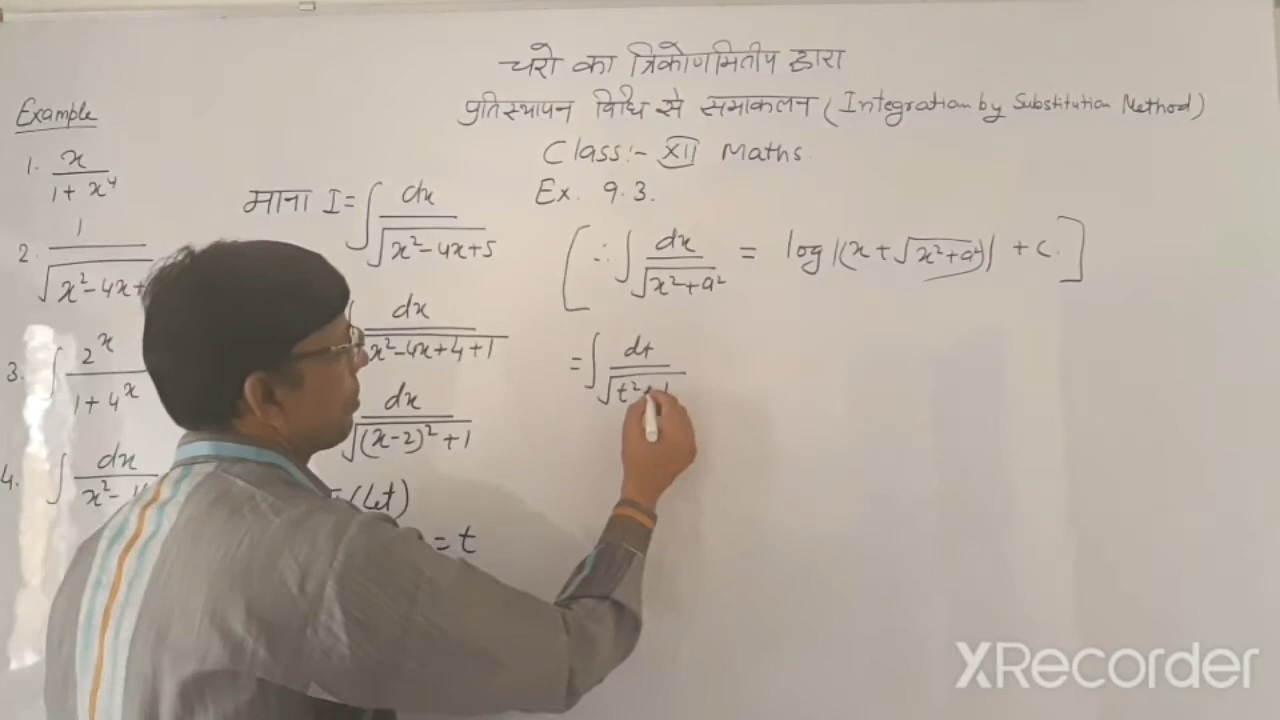 चरो का त्रिकोणमितीय द्वारा
प्रतिस्थापन विधि से समाकलन (Integration by Substitution Method)
Class:- XII Maths.
Ex. 9.3.
Example
1. x / 1 + x⁴
2. 1 / √x² - 4x +
3. ∫ 2ˣ / 1 + 4ˣ
4. ∫ dx / x² -
माना I = ∫ dx / √x² - 4x + 5
dx / x² - 4x + 4 + 1
dx / √(x - 2)² + 1
(Let)
= t
[∵ ∫ dx / √x² + a² = log|(x + √x² + a²)| + c.]
= ∫ dt / √t² + 1
XRecorder